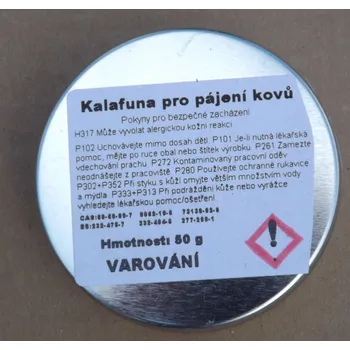 Kalafuna pro pájení kovů
Pokyny pro bezpečné zacházení
H317 Může vyvolat alergickou kožní reakci
P102 Uchovávejte mimo dosah dětí. P101 Je-li nutná lékařská
pomoc, mějte po ruce obal nebo štítek výrobku P261 Zamezte
vdechování prachu P272 Kontaminovaný pracovní oděv
neodnášejte z pracoviště P280 Používejte ochranné rukavice
P302+P352 Při styku s kůží omyjte větším množstvím vody
a mýdla P333+P313 Při podráždění kůže nebo vyrážce
vyhledejte lékařskou pomoc/ošetření.
Hmotnost: 50 g
VAROVÁNÍ